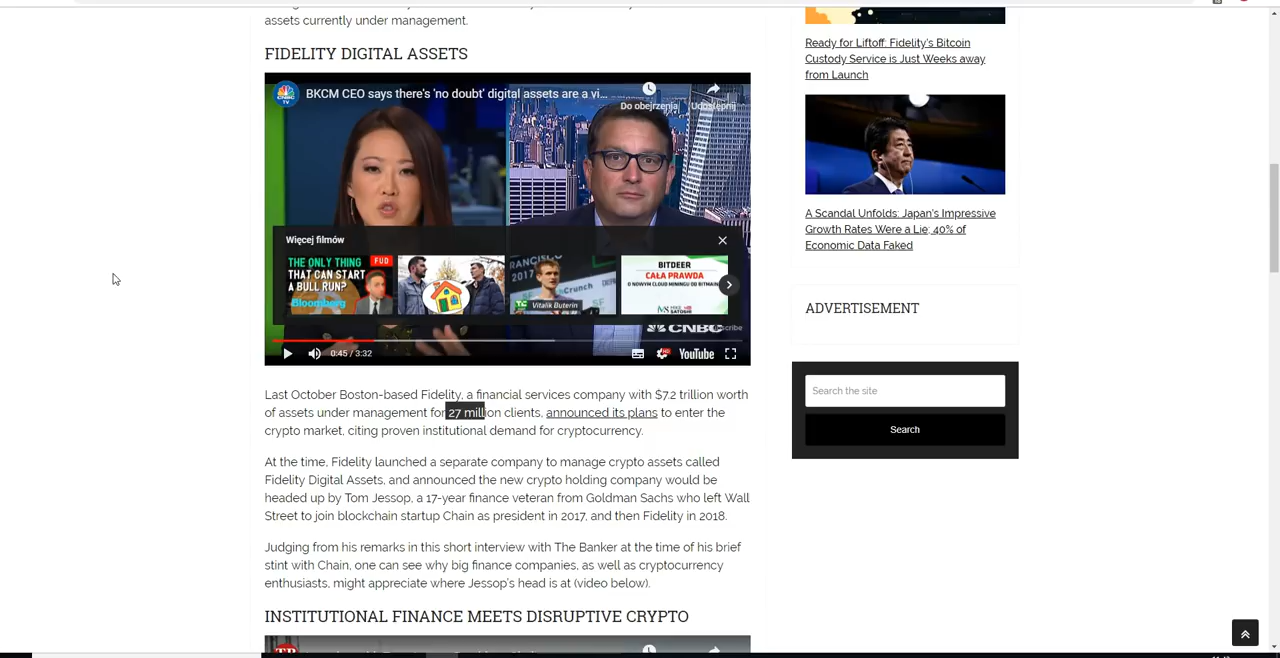 assets currently under management.
FIDELITY DIGITAL ASSETS
BKCM CEO says there's 'no doubt' digital assets are a vi...
Do obejrzenia
Udostępnij
Więcej filmów
THE ONLY THING
THAT CAN START
A BULL RUN?
FUD
Bloomberg
2017
Vitalik Buterin
BITDEER
CAŁA PRAWDA
O NOWYM CLOUD MININGU OD BITMAIN
CNBC
0:45 / 3:32
YouTube
Last October Boston-based Fidelity, a financial services company with $7.2 trillion worth
of assets under management for 27 million clients, announced its plans to enter the
crypto market, citing proven institutional demand for cryptocurrency.
At the time, Fidelity launched a separate company to manage crypto assets called
Fidelity Digital Assets, and announced the new crypto holding company would be
headed up by Tom Jessop, a 17-year finance veteran from Goldman Sachs who left Wall
Street to join blockchain startup Chain as president in 2017, and then Fidelity in 2018.
Judging from his remarks in this short interview with The Banker at the time of his brief
stint with Chain, one can see why big finance companies, as well as cryptocurrency
enthusiasts, might appreciate where Jessop's head is at (video below).
INSTITUTIONAL FINANCE MEETS DISRUPTIVE CRYPTO
Ready for Liftoff: Fidelity's Bitcoin
Custody Service is Just Weeks away
from Launch
A Scandal Unfolds: Japan's Impressive
Growth Rates Were a Lie; 40% of
Economic Data Faked
ADVERTISEMENT
Search the site
Search